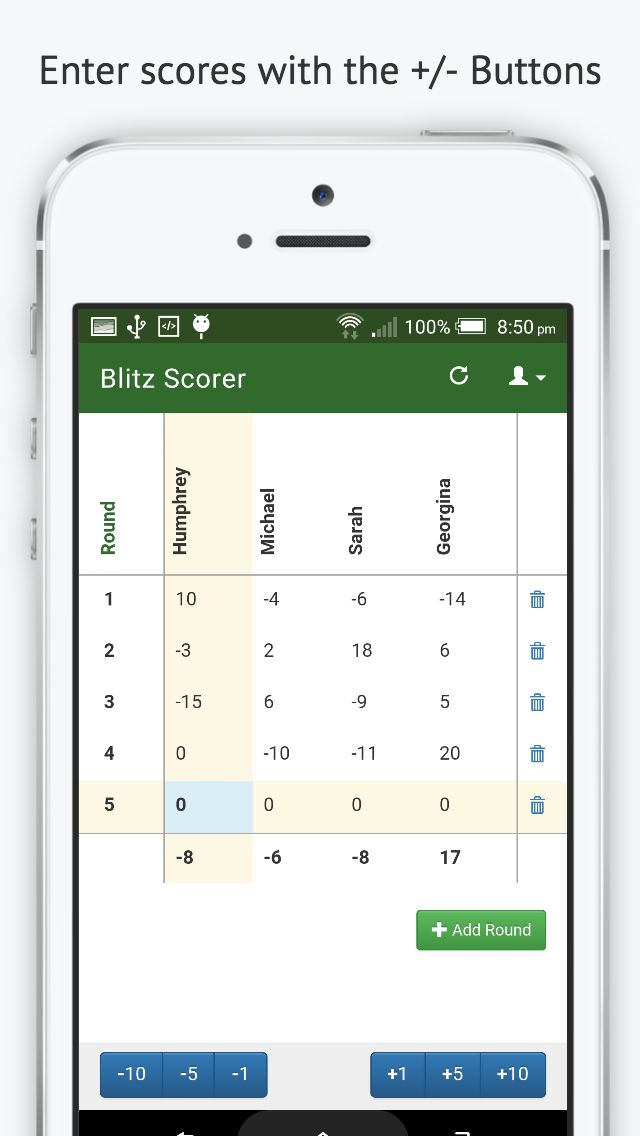 Enter scores with the +/- Buttons
100% 8:50 pm
Blitz Scorer
Round Humphrey Michael Sarah Georgina
1 10 -4 -6 -14
2 -3 2 18 6
3 -15 6 -9 5
4 0 -10 -11 20
5 0 0 0 0
-8 -6 -8 17
Add Round
-10 -5 -1 +1 +5 +10